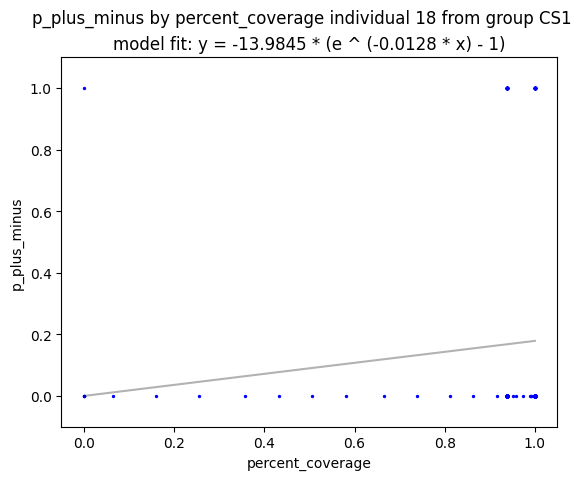 p_plus_minus by percent_coverage individual 18 from group CS1
model fit: y = -13.9845 * (e ^ (-0.0128 * x) - 1)
1.0
0.8
0.6
0.4
0.2
0.0
p_plus_minus
0.0 0.2 0.4 0.6 0.8 1.0
percent_coverage